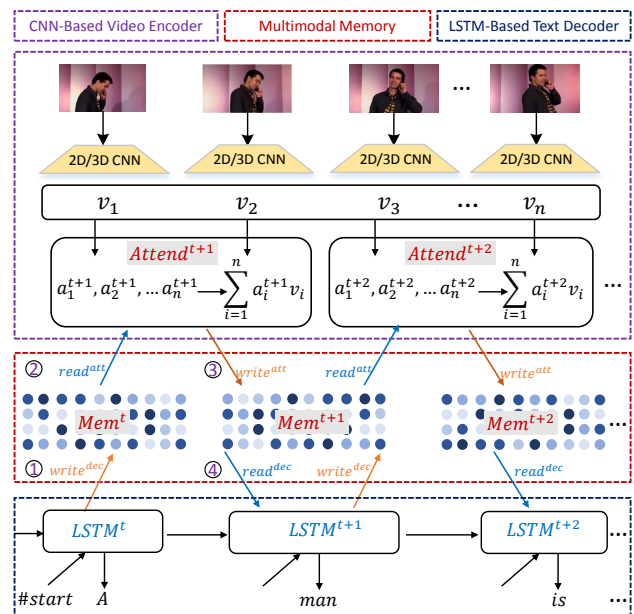 CNN-Based Video Encoder Multimodal Memory LSTM-Based Text Decoder
...
2D/3D CNN 2D/3D CNN 2D/3D CNN 2D/3D CNN
v₁ v₂ v₃ ... vₙ
Attend^{t+1} Attend^{t+2}
a₁^{t+1}, a₂^{t+1}, ... aₙ^{t+1} → ∑_{i=1}^{n} aᵢ^{t+1} vᵢ a₁^{t+2}, a₂^{t+2}, ... aₙ^{t+2} → ∑_{i=1}^{n} aᵢ^{t+2} vᵢ ...
② read^{att} ③ write^{att} read^{att} write^{att}
Mem^{t} Mem^{t+1} Mem^{t+2} ...
① write^{dec} ④ read^{dec} write^{dec} read^{dec}
LSTM^{t} LSTM^{t+1} LSTM^{t+2} ...
#start A man is ...